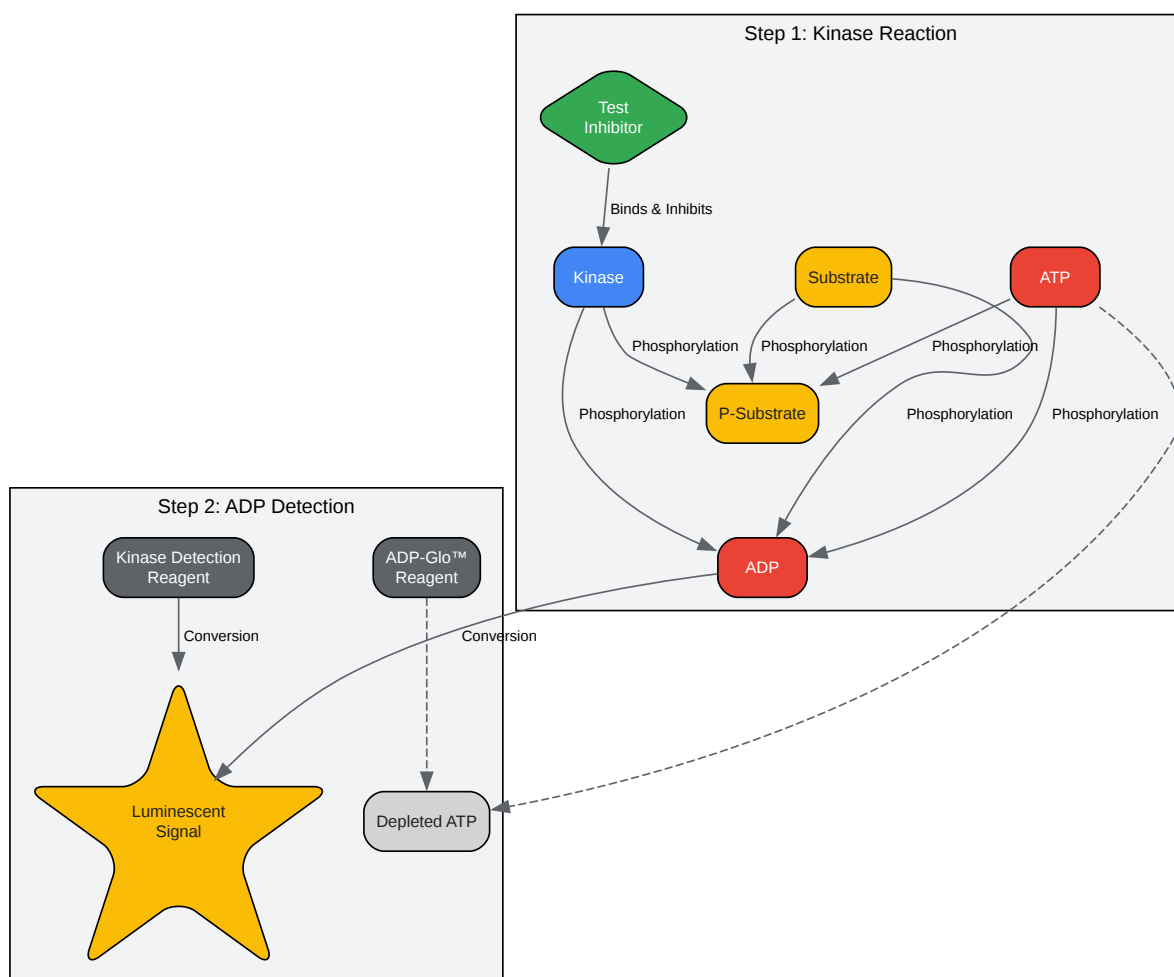 Step 1: Kinase Reaction
Test
Inhibitor
Binds & Inhibits
Kinase
Substrate
ATP
Phosphorylation
Phosphorylation
Phosphorylation
P-Substrate
Phosphorylation
Phosphorylation
Phosphorylation
ADP
Step 2: ADP Detection
Kinase Detection
Reagent
ADP-Glo™
Reagent
Conversion
Conversion
Luminescent
Signal
Depleted ATP